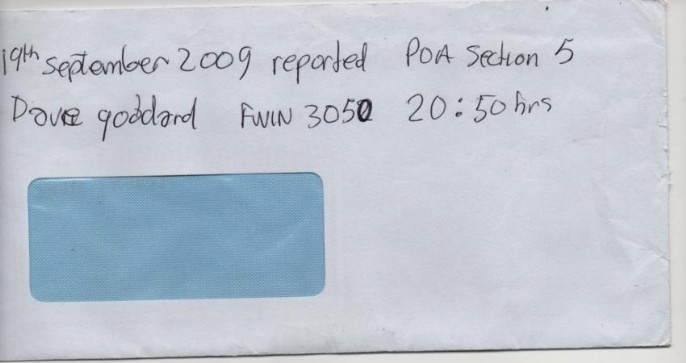 19th september 2009 reported POA Section 5
Dave goddard FWIN 3050 20:50 hrs